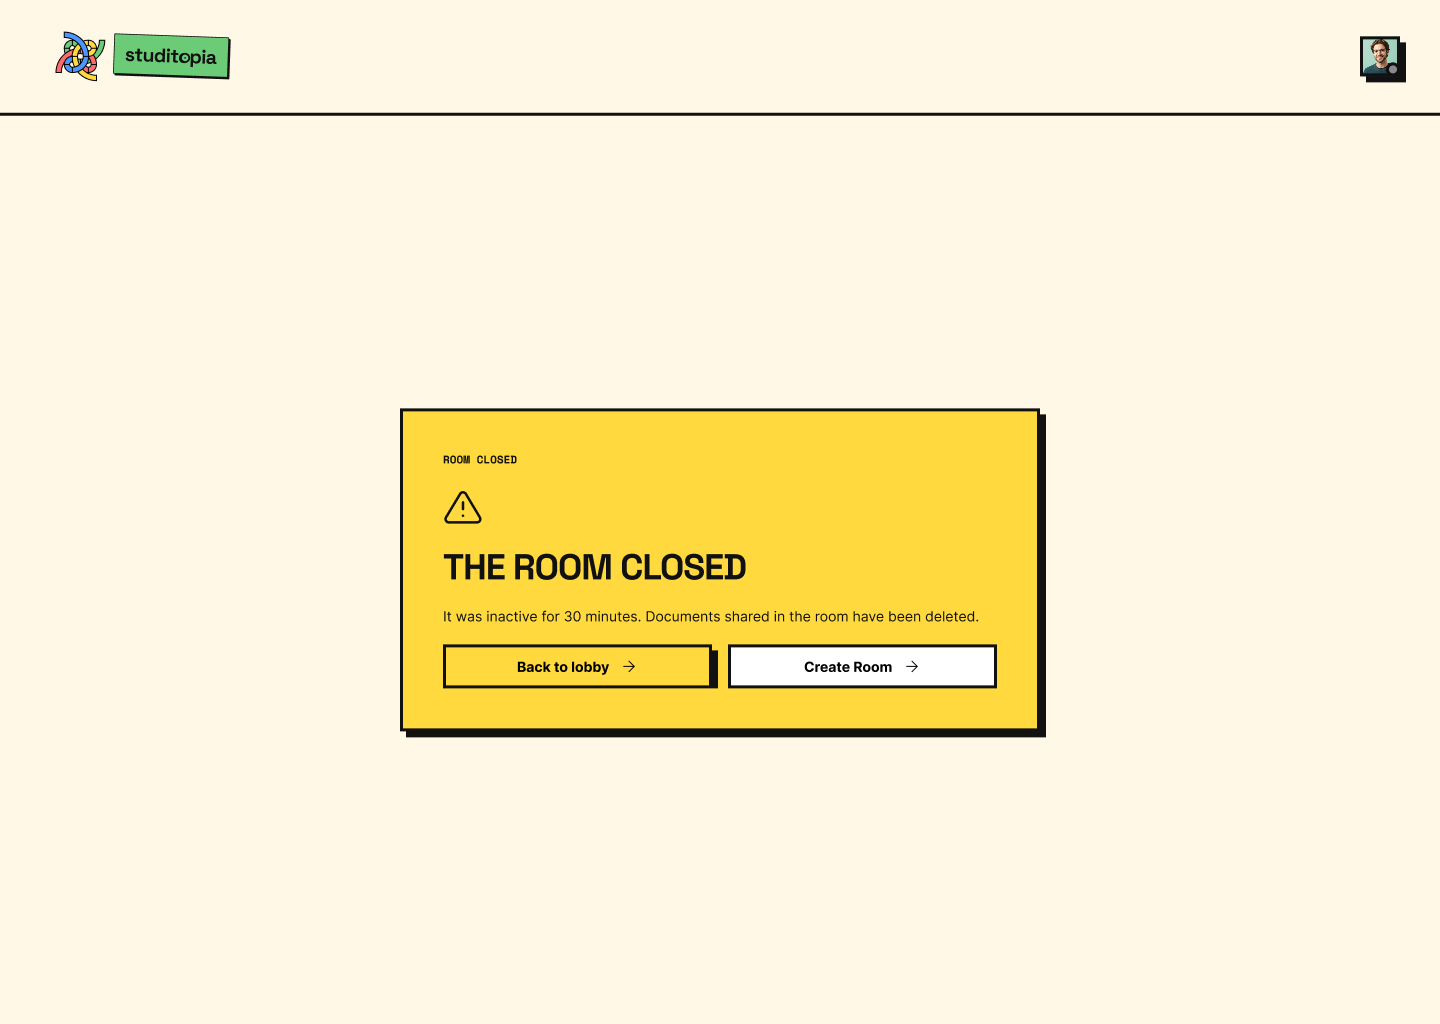 studitopia
ROOM CLOSED
THE ROOM CLOSED
It was inactive for 30 minutes. Documents shared in the room have been deleted.
Back to lobby →
Create Room →